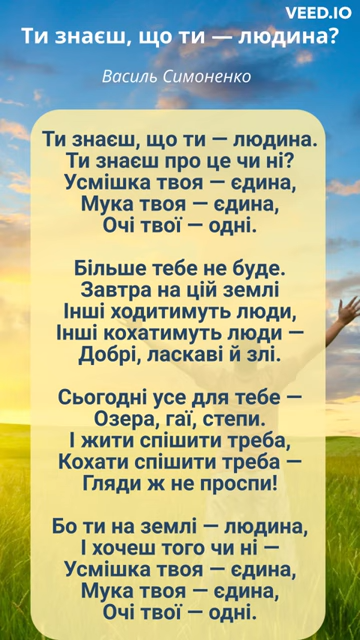 VEED.IO
Ти знаєш, що ти — людина?
Василь Симоненко
Ти знаєш, що ти — людина.
Ти знаєш про це чи ні?
Усмішка твоя — єдина,
Мука твоя — єдина,
Очі твої — одні.
Більше тебе не буде.
Завтра на цій землі
Інші ходитимуть люди,
Інші кохатимуть люди —
Добрі, ласкаві й злі.
Сьогодні усе для тебе —
Озера, гаї, степи.
І жити спішити треба,
Кохати спішити треба —
Гляди ж не проспи!
Бо ти на землі — людина,
І хочеш того чи ні —
Усмішка твоя — єдина,
Мука твоя — єдина,
Очі твої — одні.